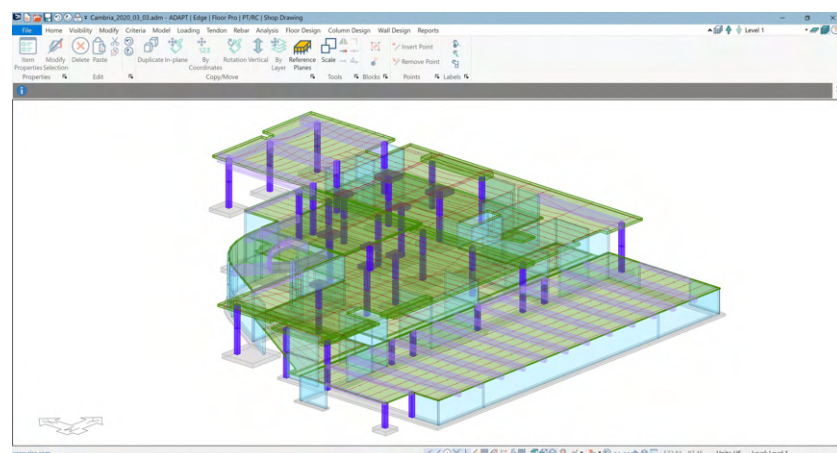 Cambria_2020_03_03.adm - ADAPT | Edge | Floor Pro | PT/RC | Shop Drawing
File Home Visibility Modify Criteria Model Loading Tendon Rebar Analysis Floor Design Column Design Wall Design Reports
Level 1
Item Properties
Modify Selection
Delete
Paste
Duplicate
In-plane
By Coordinates
Rotation
Vertical
By Layer
Reference Planes
Scale
Insert Point
Remove Point
Properties Edit Copy/Move Tools Blocks Points Labels
Units: US
Level: Level 1